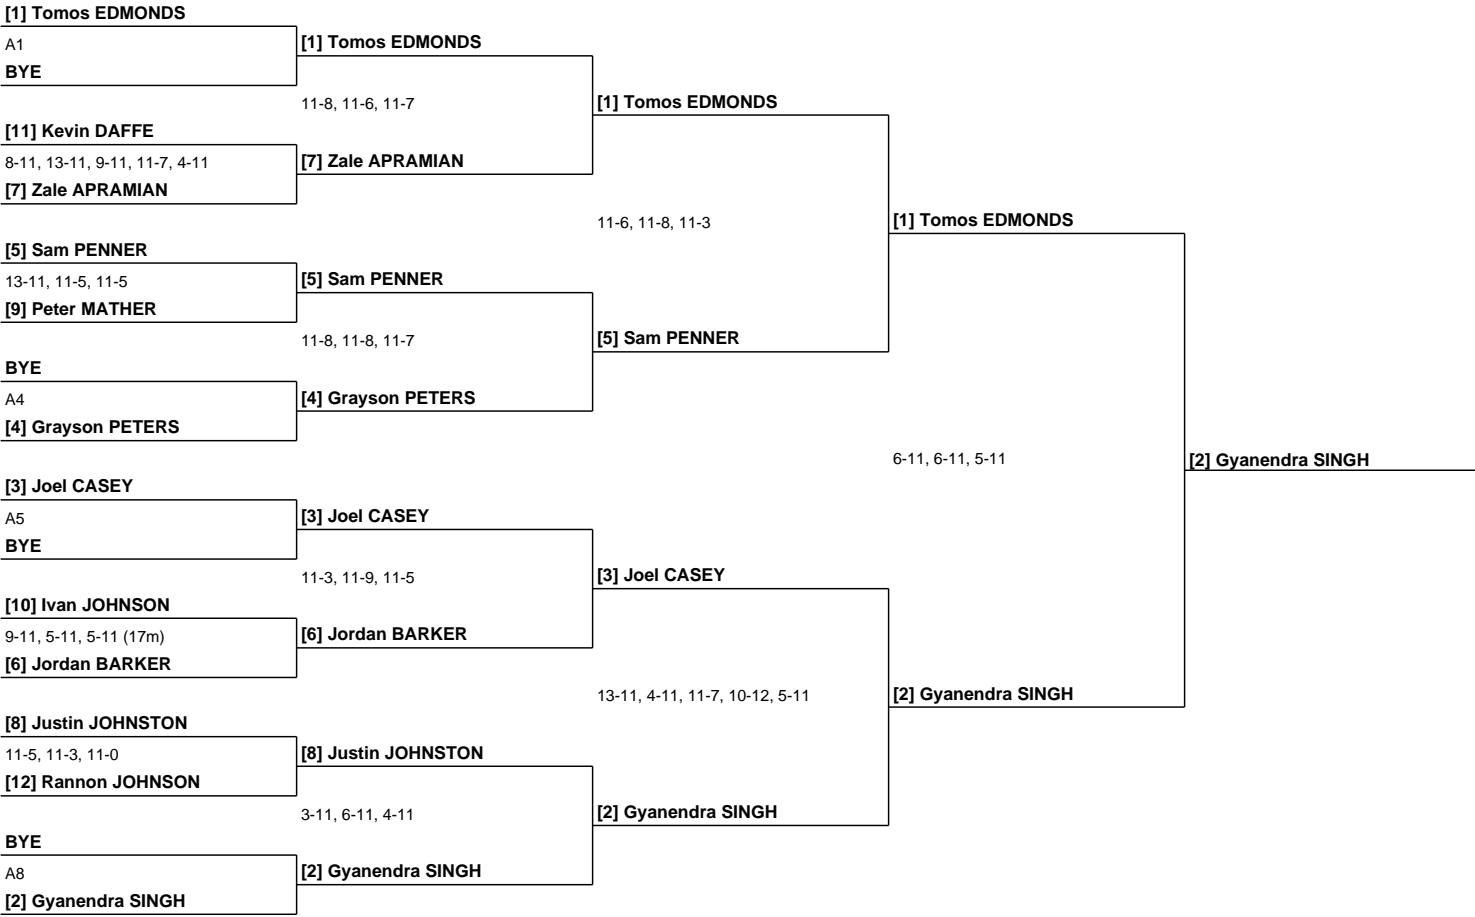 [1] Tomos EDMONDS
A1
BYE
[11] Kevin DAFFE
8-11, 13-11, 9-11, 11-7, 4-11
[7] Zale APRAMIAN
[5] Sam PENNER
13-11, 11-5, 11-5
[9] Peter MATHER
BYE
A4
[4] Grayson PETERS
[3] Joel CASEY
A5
BYE
[10] Ivan JOHNSON
9-11, 5-11, 5-11 (17m)
[6] Jordan BARKER
[8] Justin JOHNSTON
11-5, 11-3, 11-0
[12] Rannon JOHNSON
BYE
A8
[2] Gyanendra SINGH
[1] Tomos EDMONDS
11-8, 11-6, 11-7
[7] Zale APRAMIAN
[5] Sam PENNER
11-8, 11-8, 11-7
[4] Grayson PETERS
[3] Joel CASEY
11-3, 11-9, 11-5
[6] Jordan BARKER
[8] Justin JOHNSTON
3-11, 6-11, 4-11
[2] Gyanendra SINGH
[1] Tomos EDMONDS
11-6, 11-8, 11-3
[5] Sam PENNER
[3] Joel CASEY
13-11, 4-11, 11-7, 10-12, 5-11
[2] Gyanendra SINGH
[1] Tomos EDMONDS
6-11, 6-11, 5-11
[2] Gyanendra SINGH
[2] Gyanendra SINGH